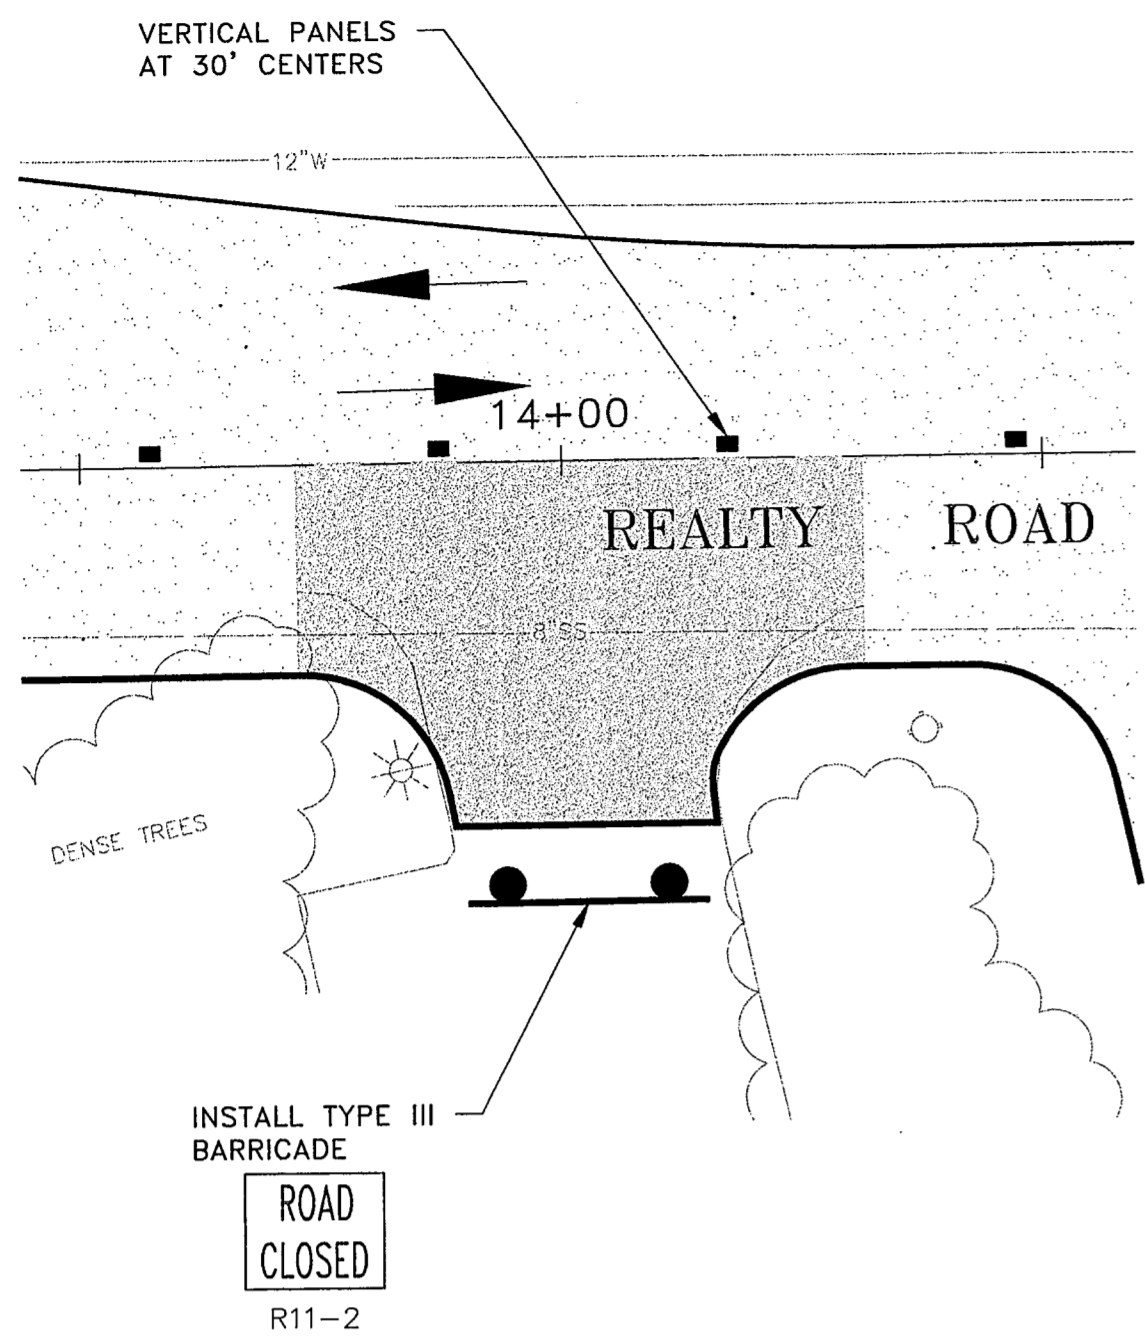 VERTICAL PANELS
AT 30' CENTERS
12"W
14+00
REALTY ROAD
8"SS
DENSE TREES
INSTALL TYPE III
BARRICADE
ROAD
CLOSED
R11-2